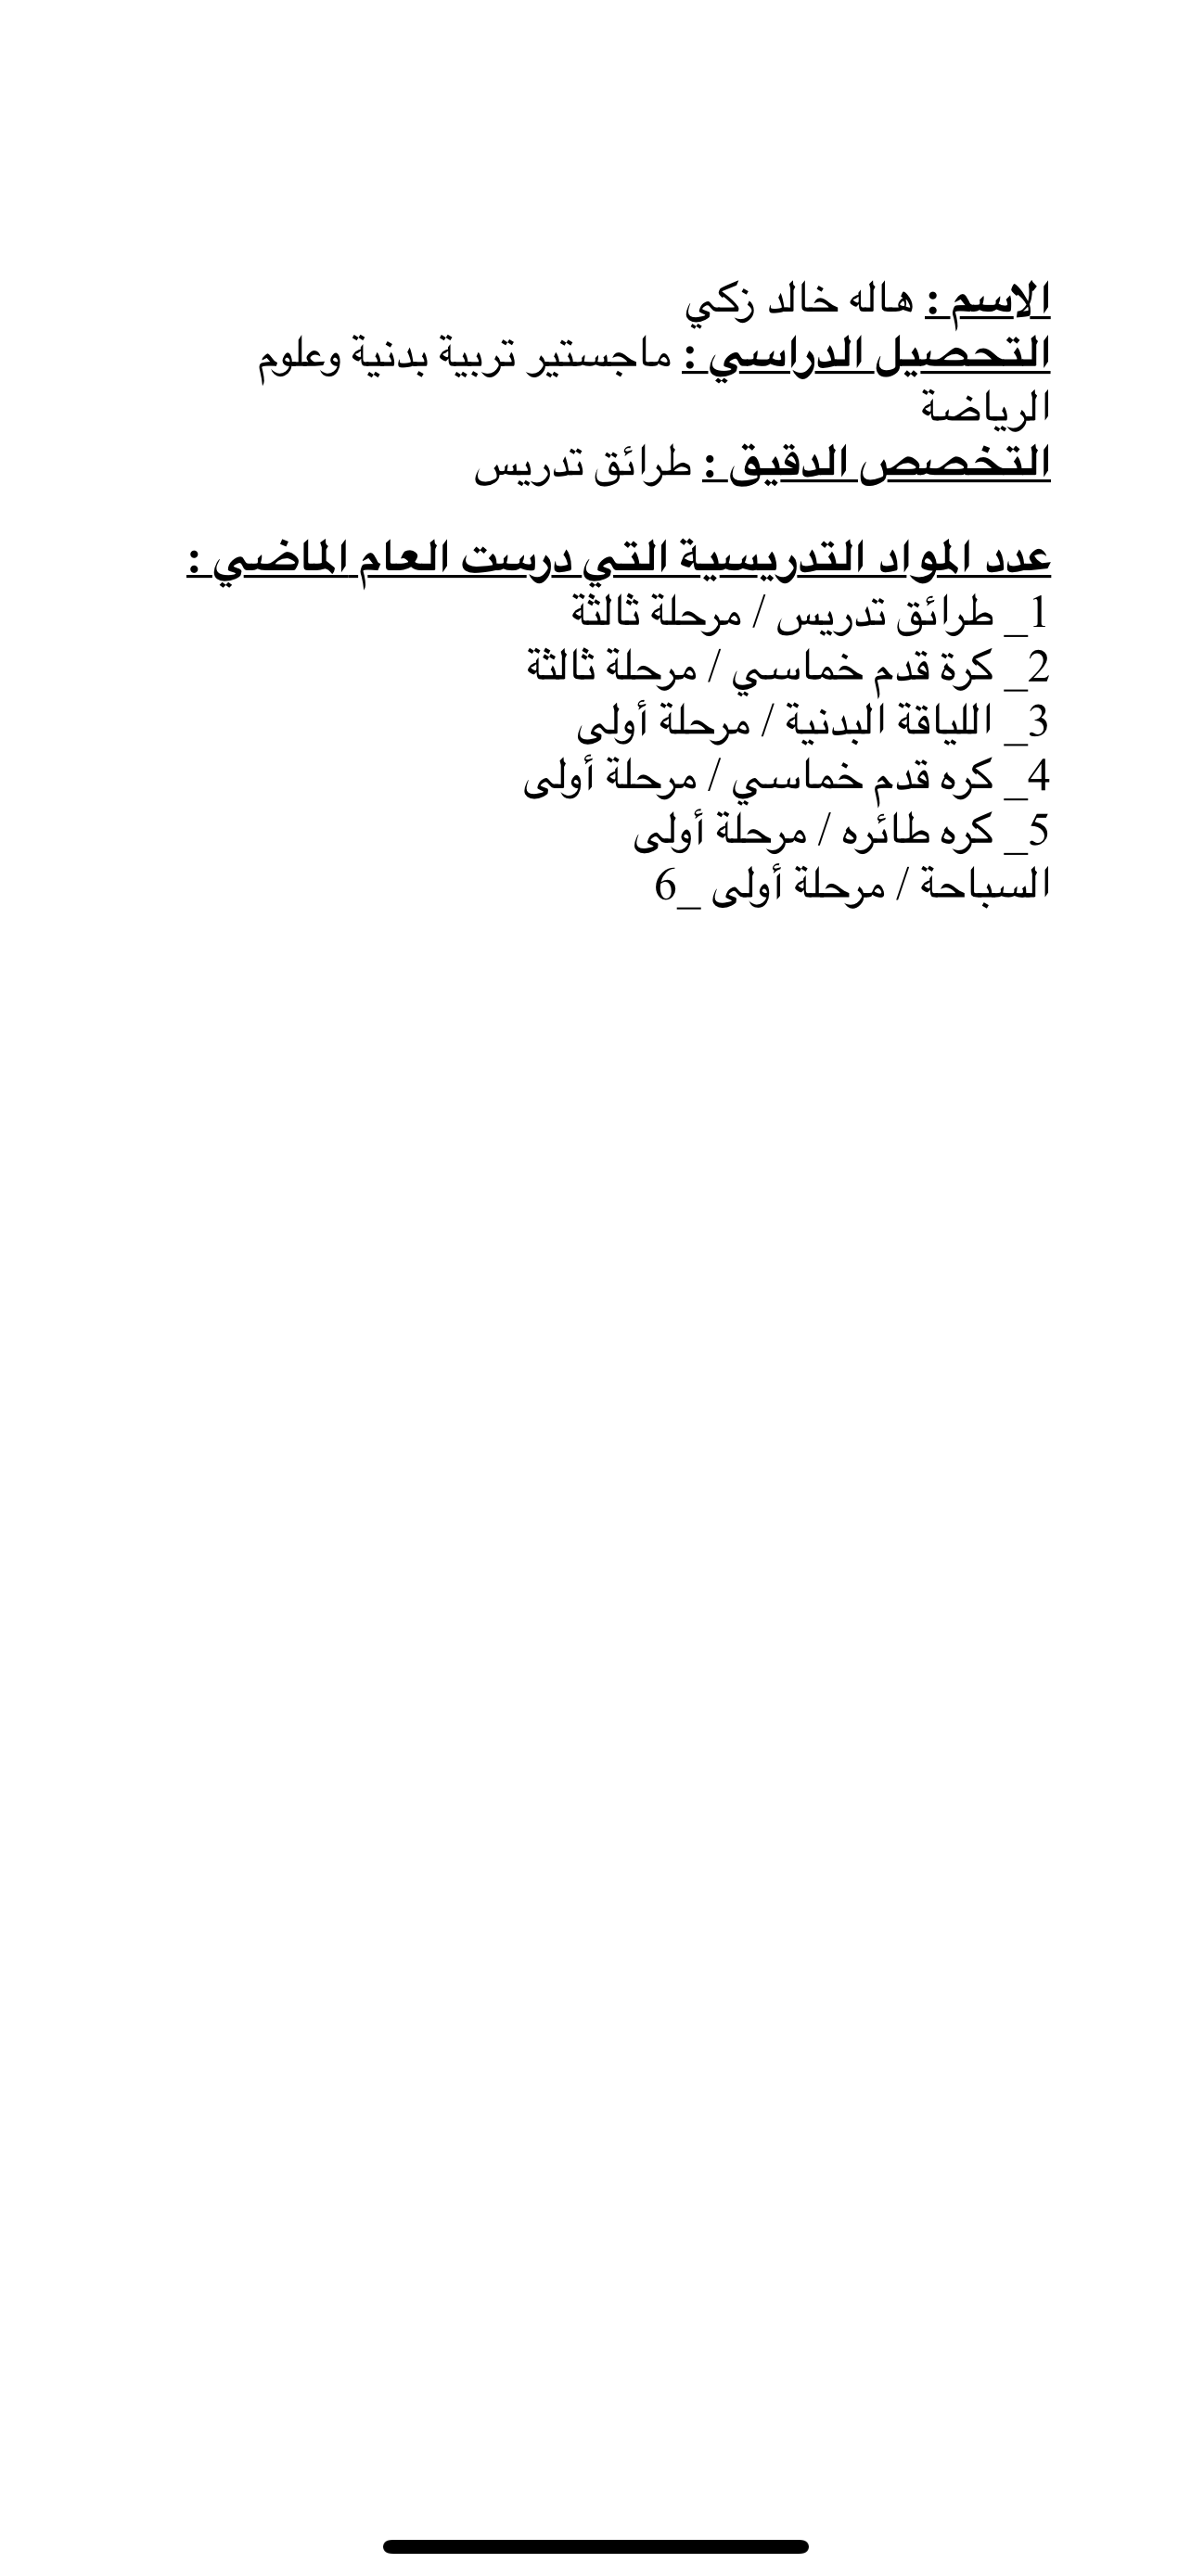 الاسم : هاله خالد زكي
التحصيل الدراسي : ماجستير تربية بدنية وعلوم
الرياضة
التخصص الدقيق : طرائق تدريس
عدد المواد التدريسية التي درست العام الماضي :
1_ طرائق تدريس / مرحلة ثالثة
2_ كرة قدم خماسي / مرحلة ثالثة
3_ اللياقة البدنية / مرحلة أولى
4_ كره قدم خماسي / مرحلة أولى
5_ كره طائره / مرحلة أولى
السباحة / مرحلة أولى _6